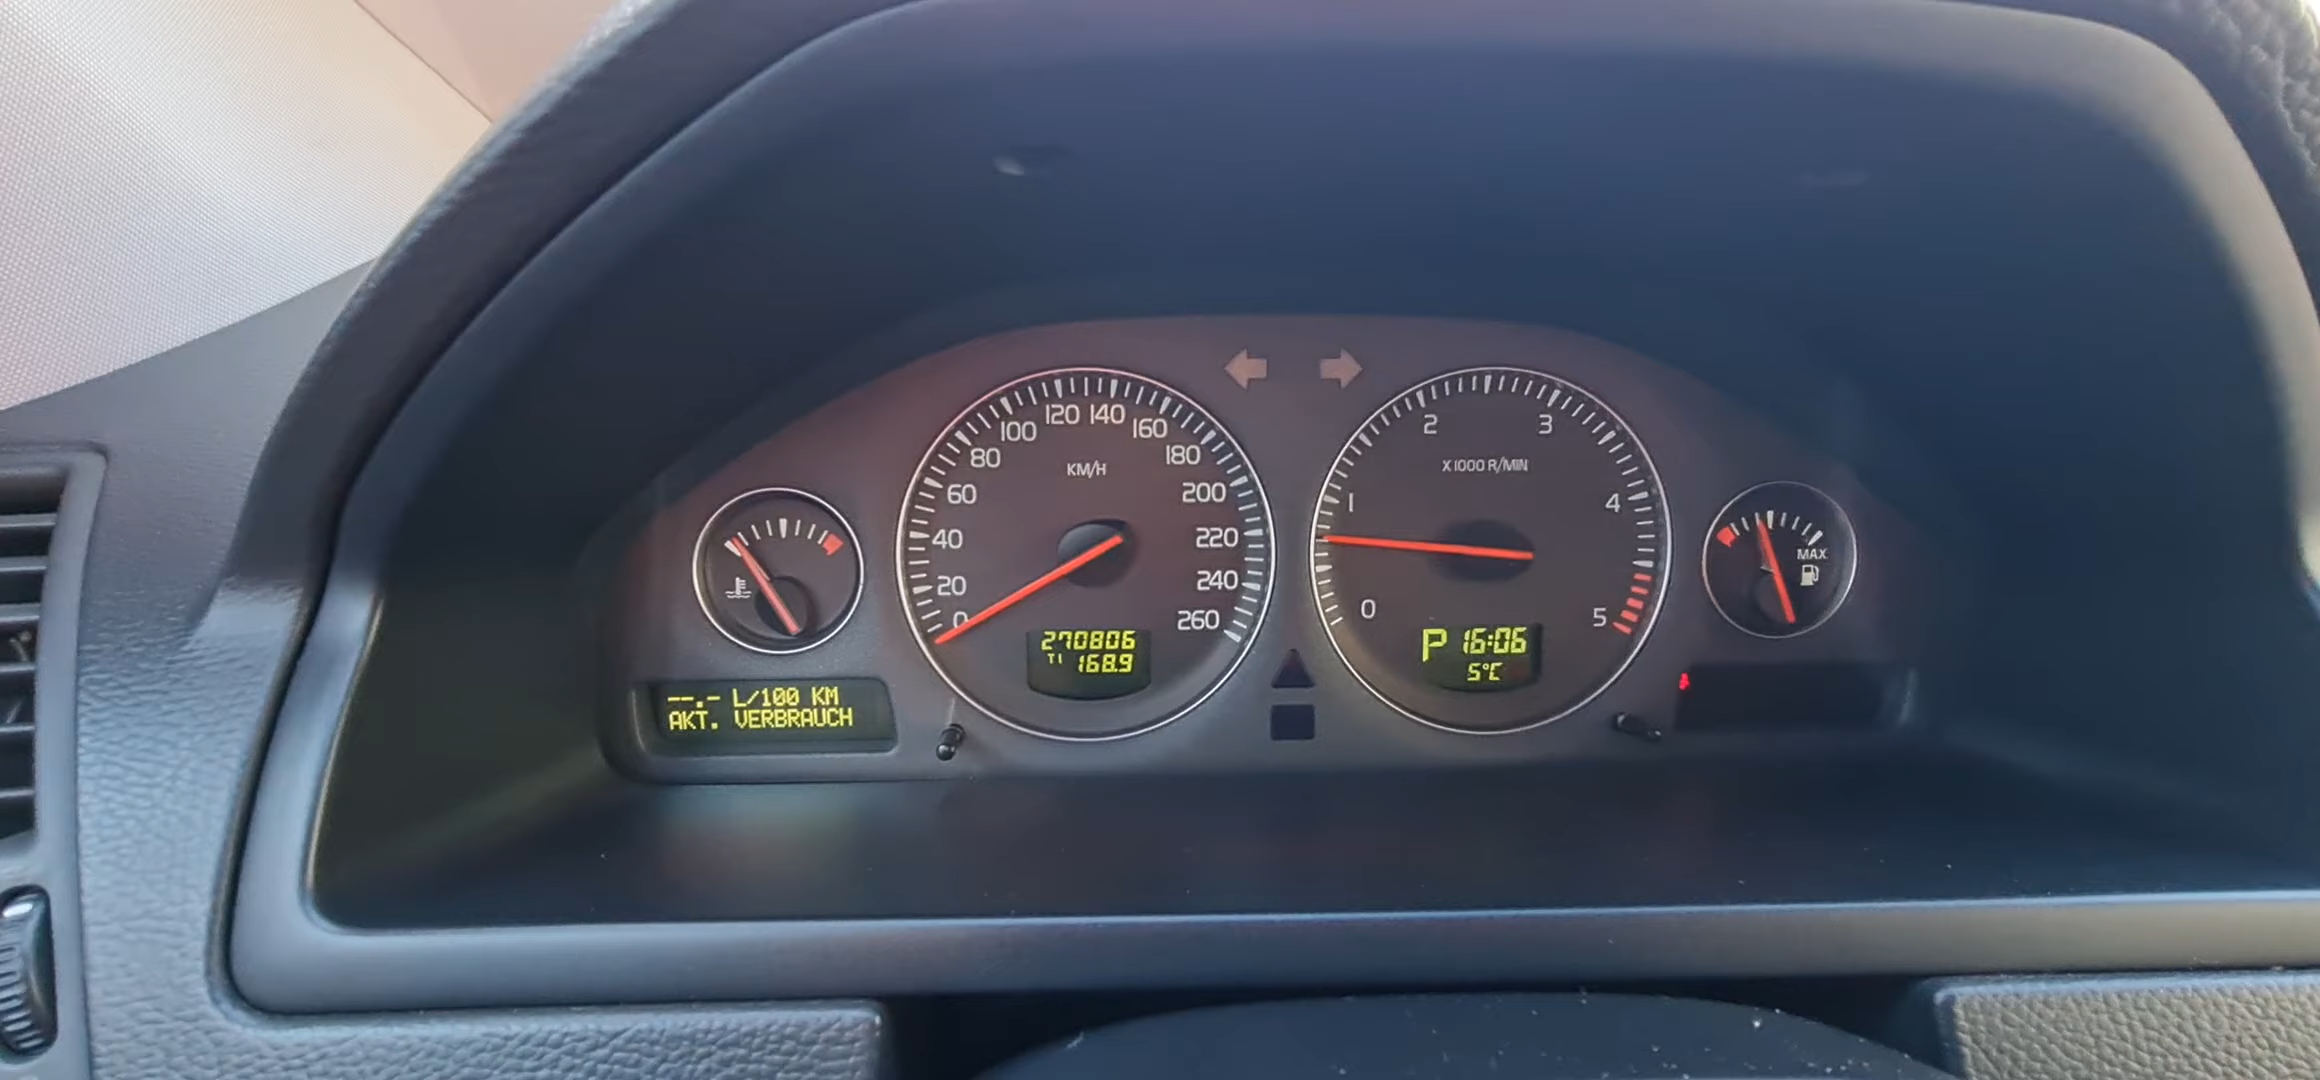 120 140
100 160
80 180
60 200
40 220
20 240
0 260
KM/H
270806
T1 168.9
--.- L/100 KM
AKT. VERBRAUCH
2 3
1 4
0 5
X1000 R/MIN
P 16:06
5°C
MAX